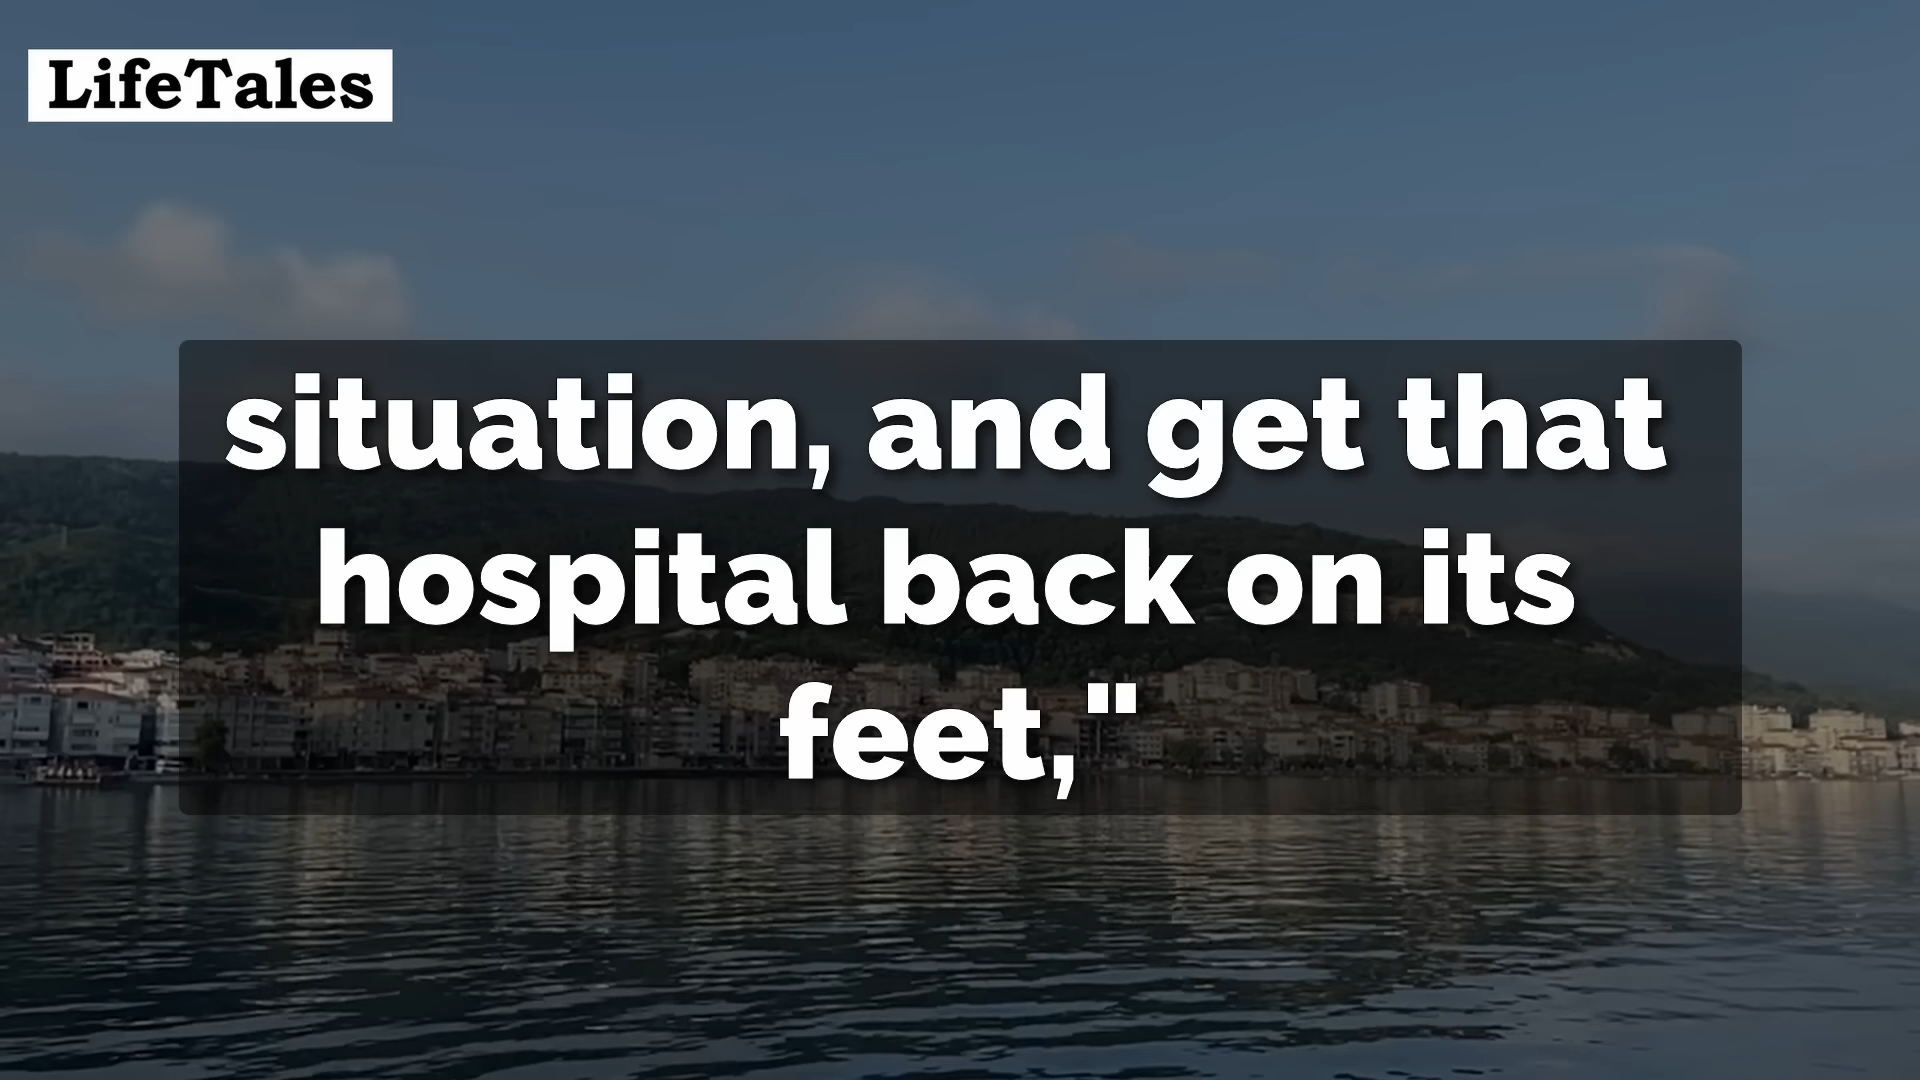 LifeTales
situation, and get that
hospital back on its
feet,"